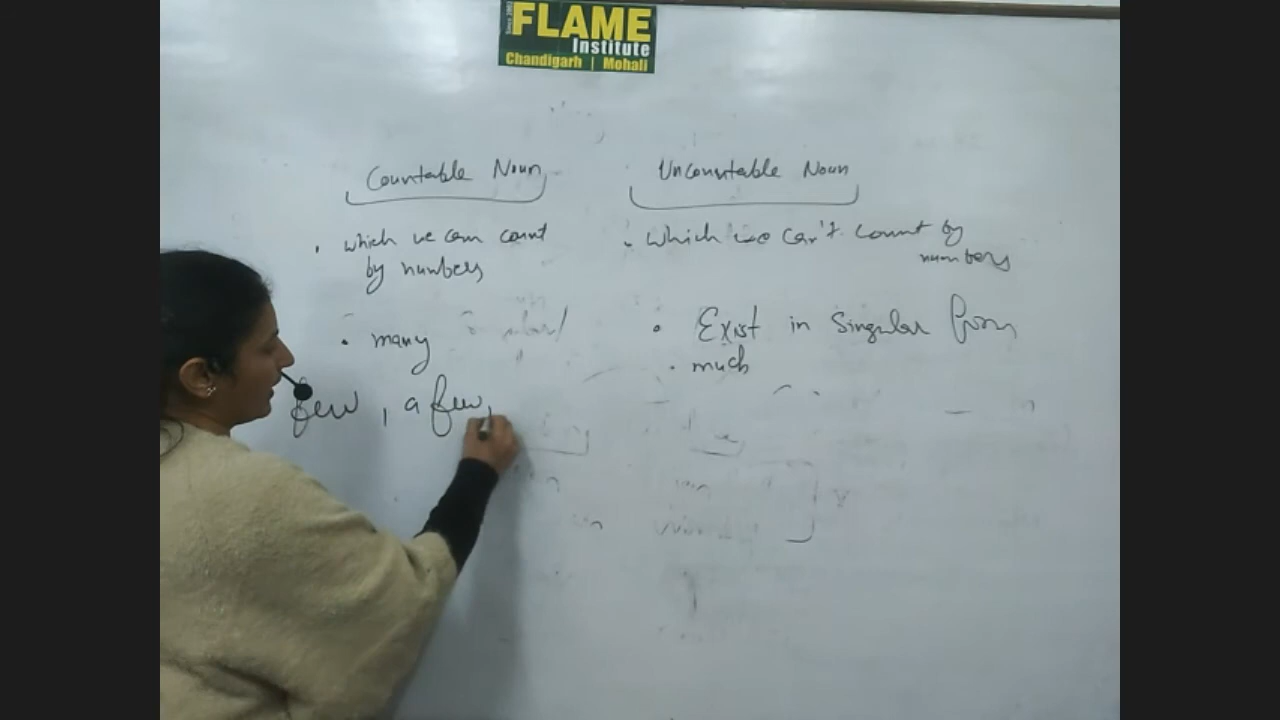 Since 2002
FLAME
Institute
Chandigarh | Mohali
Countable Noun
• which we can count
by numbers
• many
few, a few,
Uncountable Noun
• which we can't count by
numbers
• Exist in Singular form
• much